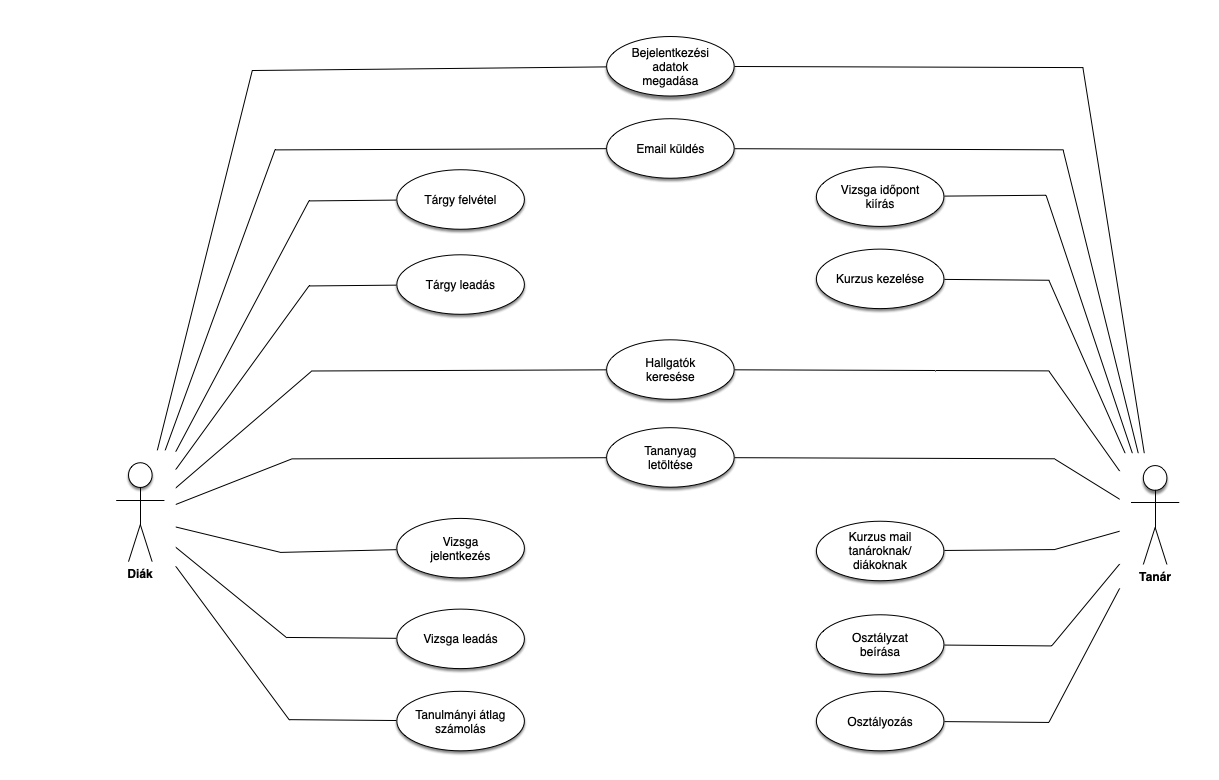 Bejelentkezési
adatok
megadása
Email küldés
Tárgy felvétel
Vizsga időpont
kiírás
Tárgy leadás
Kurzus kezelése
Hallgatók
keresése
Tananyag
letöltése
Diák
Tanár
Vizsga
jelentkezés
Kurzus mail
tanároknak/
diákoknak
Vizsga leadás
Osztályzat
beírása
Tanulmányi átlag
számolás
Osztályozás